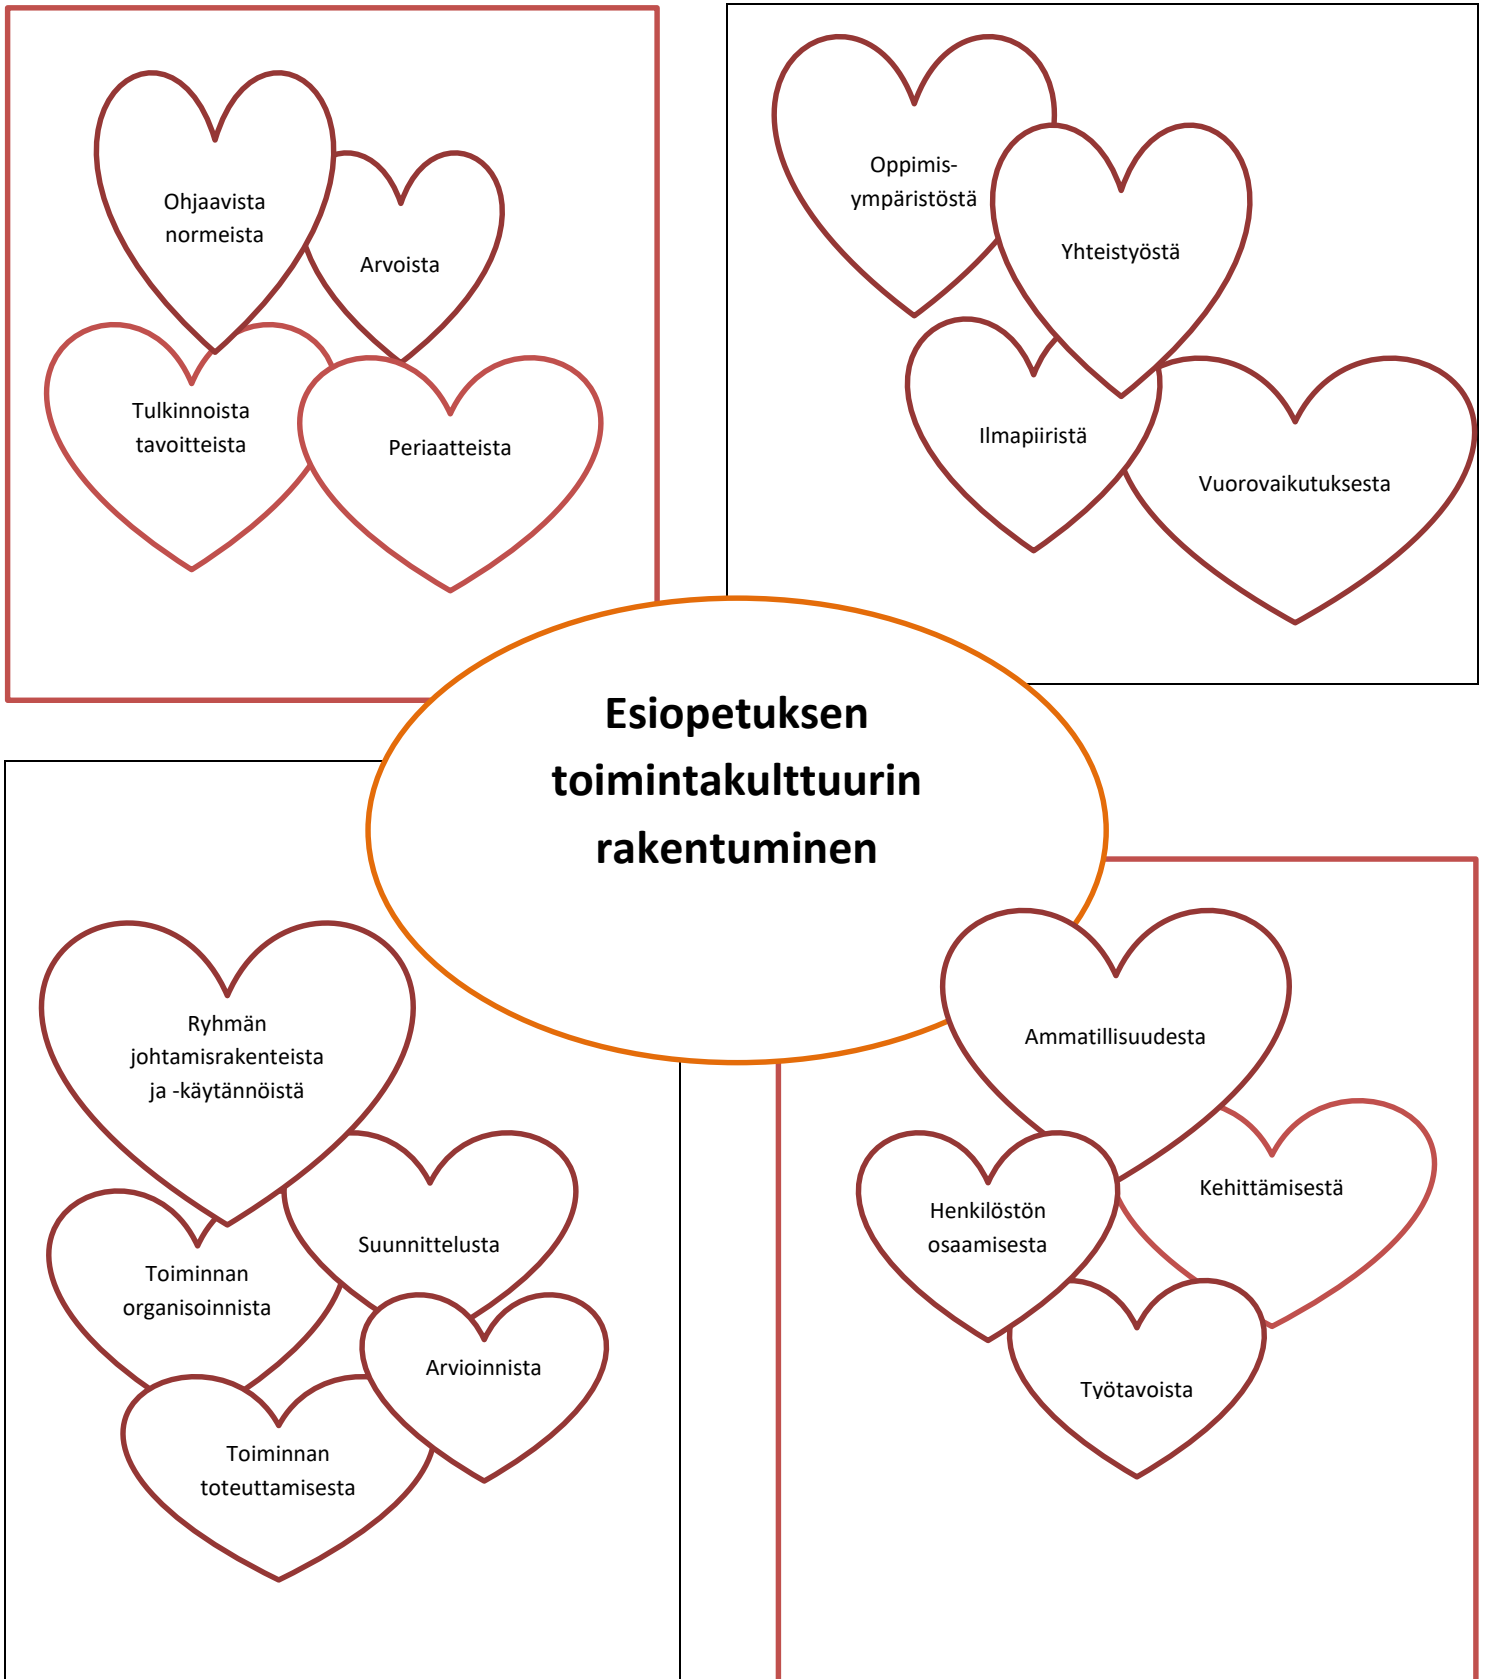 Ohjaavista
normeista
Arvoista
Tulkinnoista
tavoitteista
Periaatteista
Oppimis-
ympäristöstä
Yhteistyöstä
Ilmapiiristä
Vuorovaikutuksesta
Esiopetuksen
toimintakulttuurin
rakentuminen
Ryhmän
johtamisrakenteista
ja -käytännöistä
Suunnittelusta
Toiminnan
organisoinnista
Arvioinnista
Toiminnan
toteuttamisesta
Ammatillisuudesta
Kehittämisestä
Henkilöstön
osaamisesta
Työtavoista